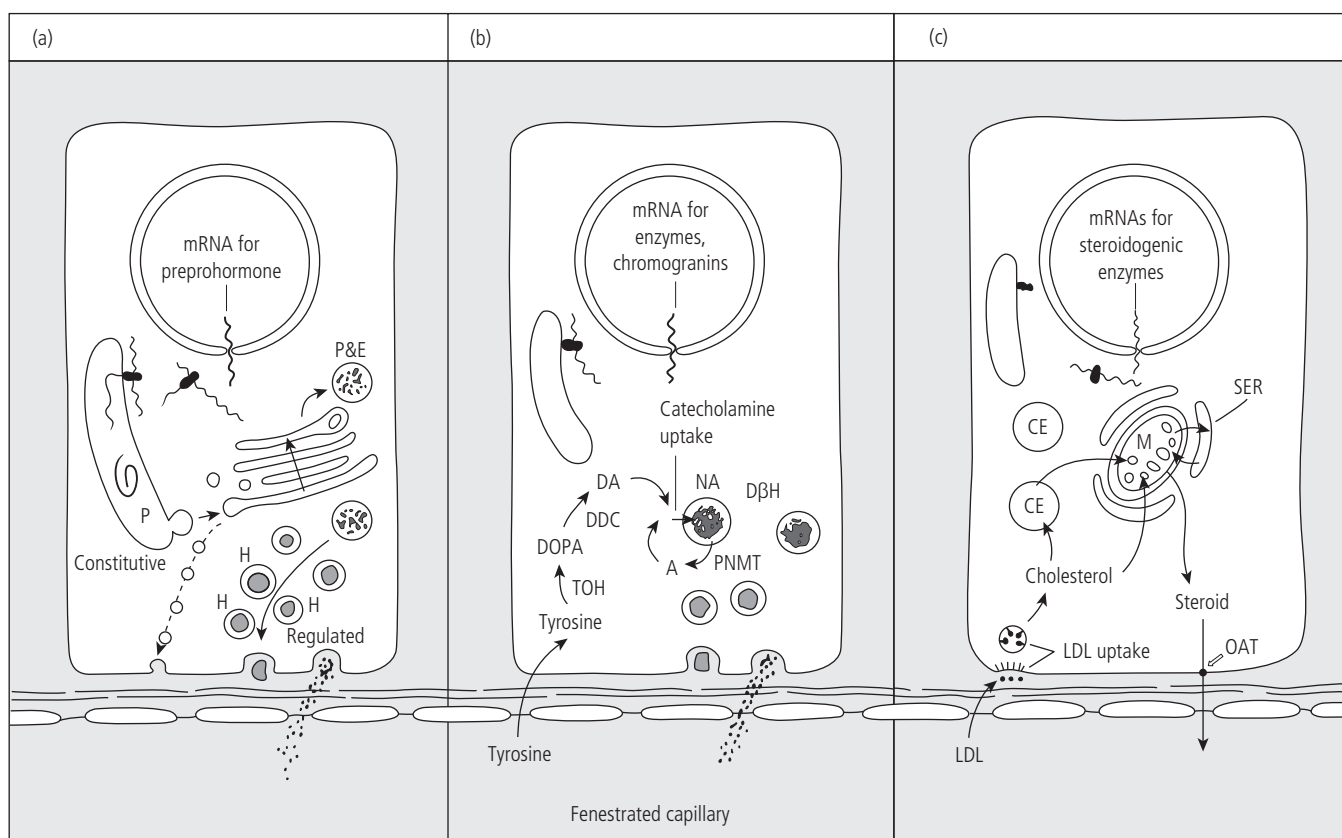 (a)
mRNA for
preprohormone
P&E
P
Constitutive
H
H
H
Regulated
(b)
mRNA for
enzymes,
chromogranins
Catecholamine
uptake
DA
NA
DβH
DDC
DOPA
A
PNMT
TOH
Tyrosine
Tyrosine
Fenestrated capillary
(c)
mRNAs for
steroidogenic
enzymes
SER
CE
M
CE
Cholesterol
Steroid
LDL uptake
OAT
LDL